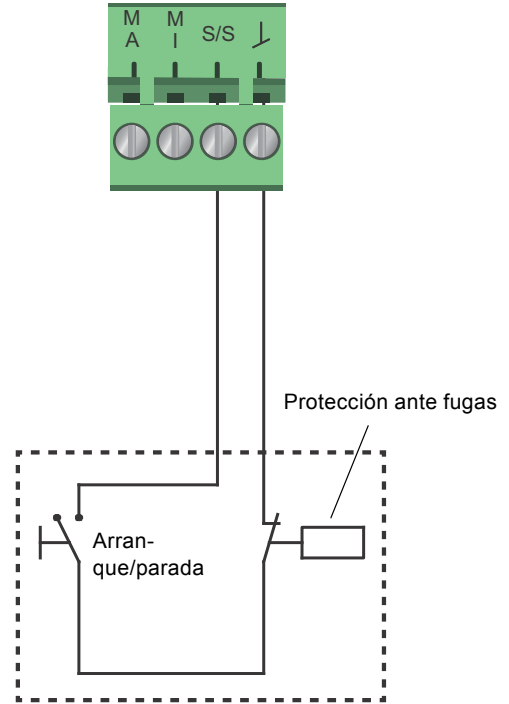 M M
A I S/S
Protección ante fugas
Arran-
que/parada